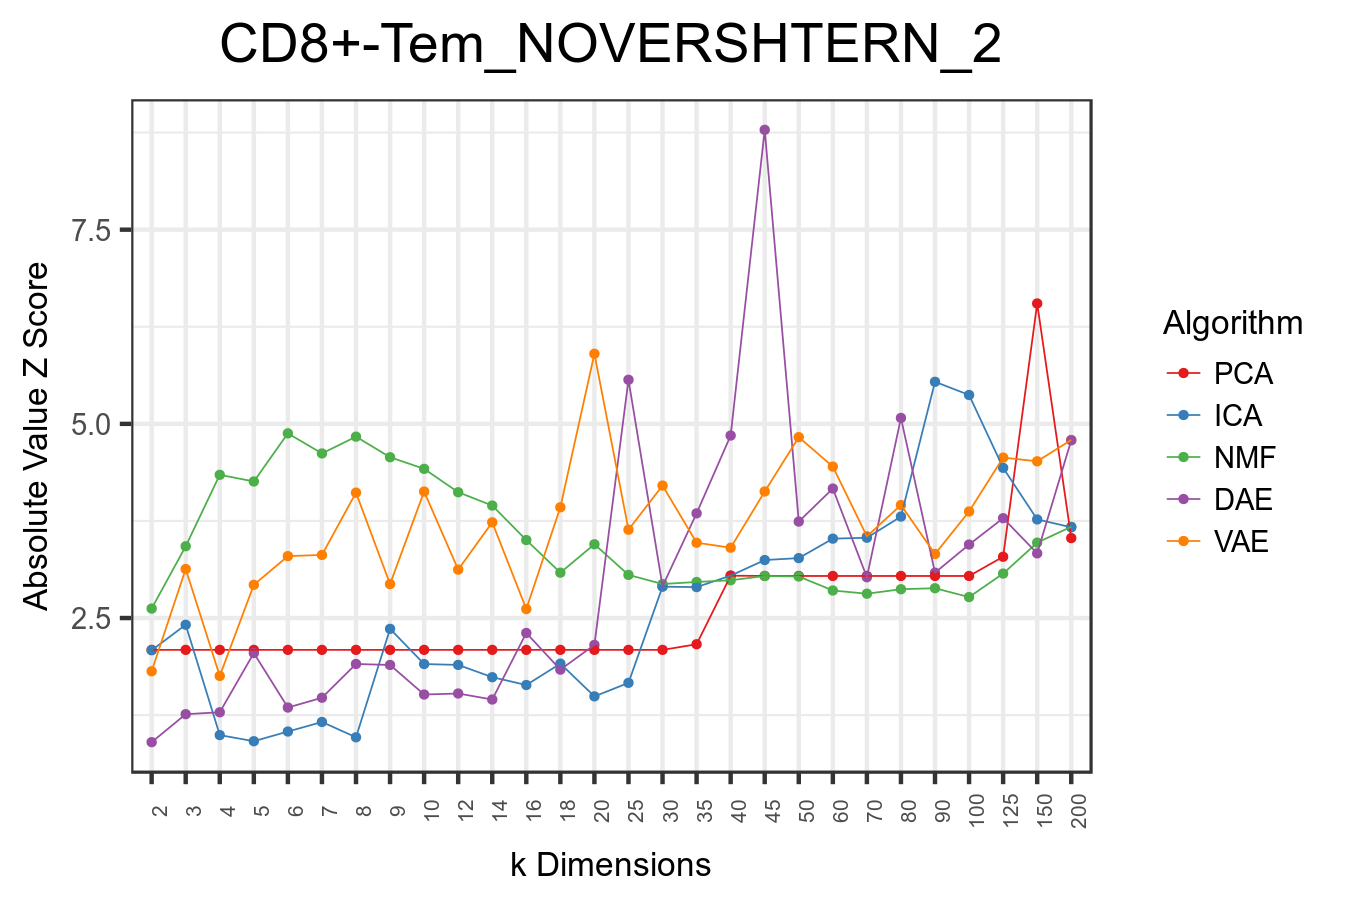 CD8+-Tem_NOVERSHTERN_2
Absolute Value Z Score
7.5
5.0
2.5
2 3 4 5 6 7 8 9 10 12 14 16 18 20 25 30 35 40 45 50 60 70 80 90 100 125 150 200
k Dimensions
Algorithm
PCA
ICA
NMF
DAE
VAE